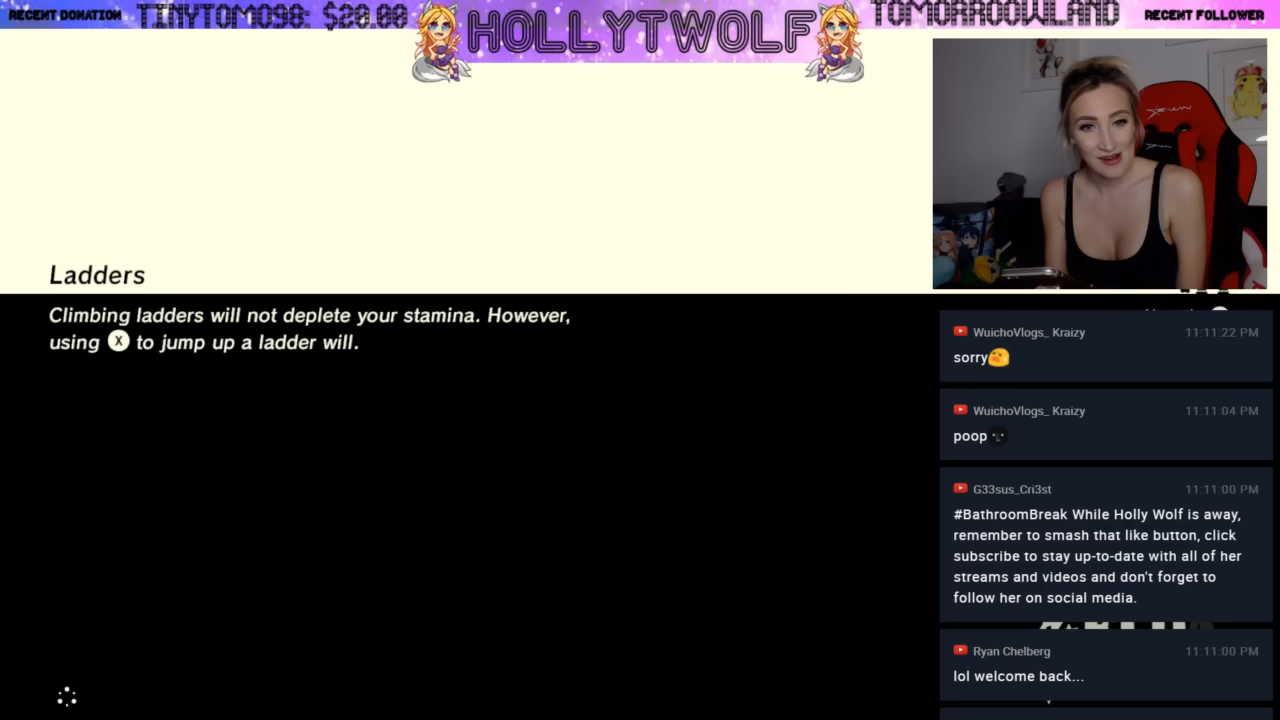 RECENT DONATION
TINYTOMO98: $20.00
HOLLYTWOLF
TOMORROOWLAND
RECENT FOLLOWER
Ladders
Climbing ladders will not deplete your stamina. However,
using X to jump up a ladder will.
WuichoVlogs_ Kraizy 11:11:22 PM
sorry
WuichoVlogs_ Kraizy 11:11:04 PM
poop
G33sus_Cri3st 11:11:00 PM
#BathroomBreak While Holly Wolf is away,
remember to smash that like button, click
subscribe to stay up-to-date with all of her
streams and videos and don't forget to
follow her on social media.
Ryan Chelberg 11:11:00 PM
lol welcome back...